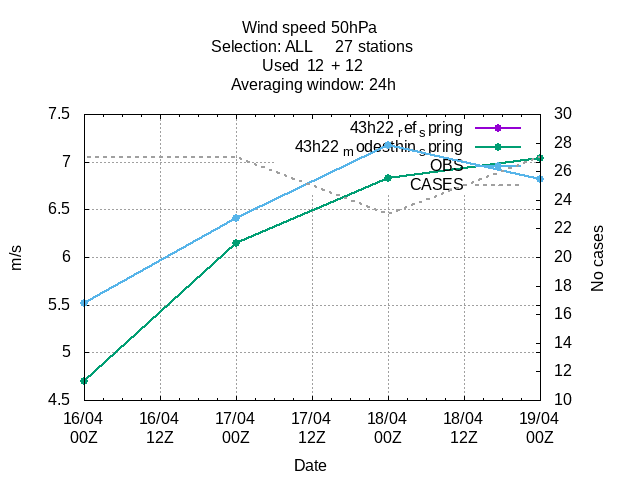 Wind speed 50hPa
Selection: ALL 27 stations
Used 12 + 12
Averaging window: 24h
7.5 30
43h22 ref spring
28
43h22 modesthin spring
7 OBS 26
CASES
24
6.5
22
m/s 6 20 No cases
18
5.5
16
14
5
12
4.5 10
16/04 16/04 17/04 17/04 18/04 18/04 19/04
00Z 12Z 00Z 12Z 00Z 12Z 00Z
Date